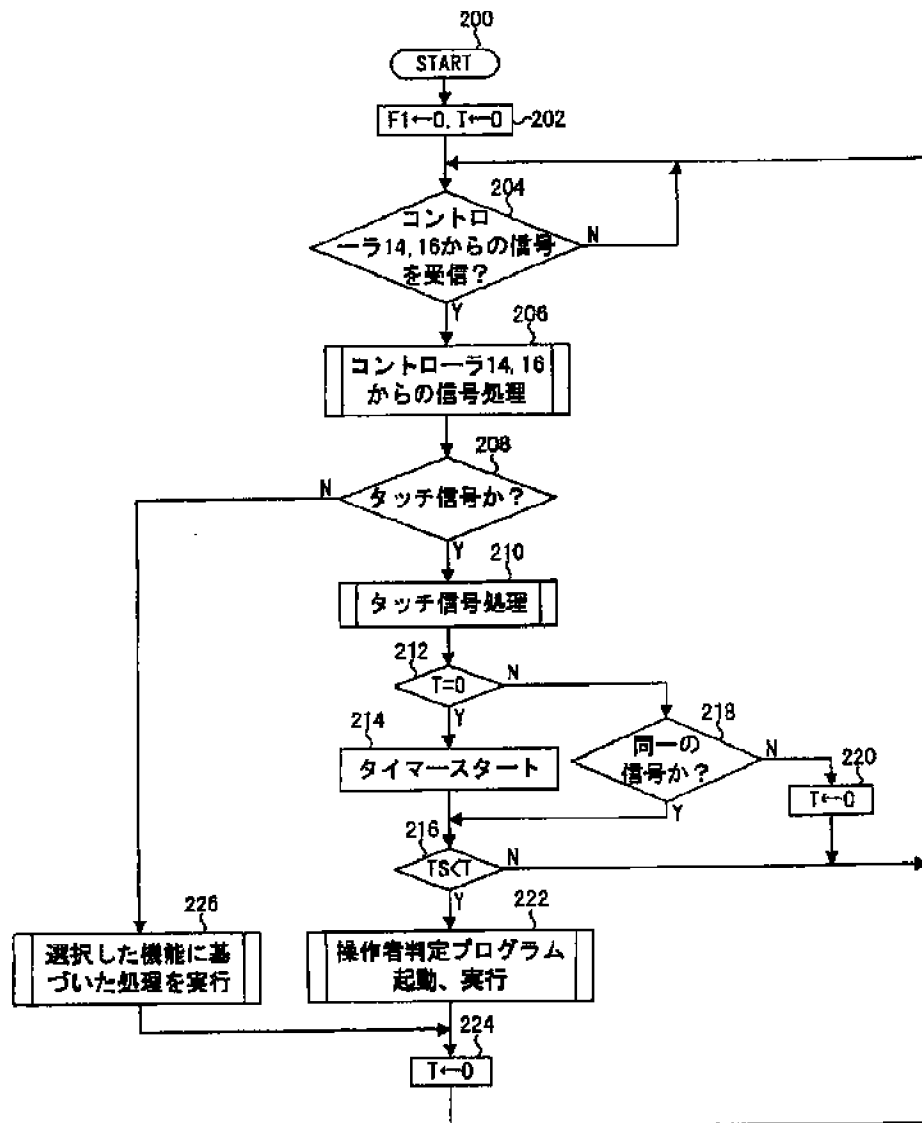 200
START
F1←0, T←0
202
204
コントロ
ーラ14,16からの信号
を受信?
N
Y
206
コントローラ14,16
からの信号処理
208
N
タッチ信号か?
Y
210
タッチ信号処理
212
T=0
N
Y
214
タイマースタート
218
同一の
信号か?
N
Y
220
T←0
216
TS<T
N
Y
226
選択した機能に基
づいた処理を実行
222
操作者判定プログラム
起動、実行
224
T←0